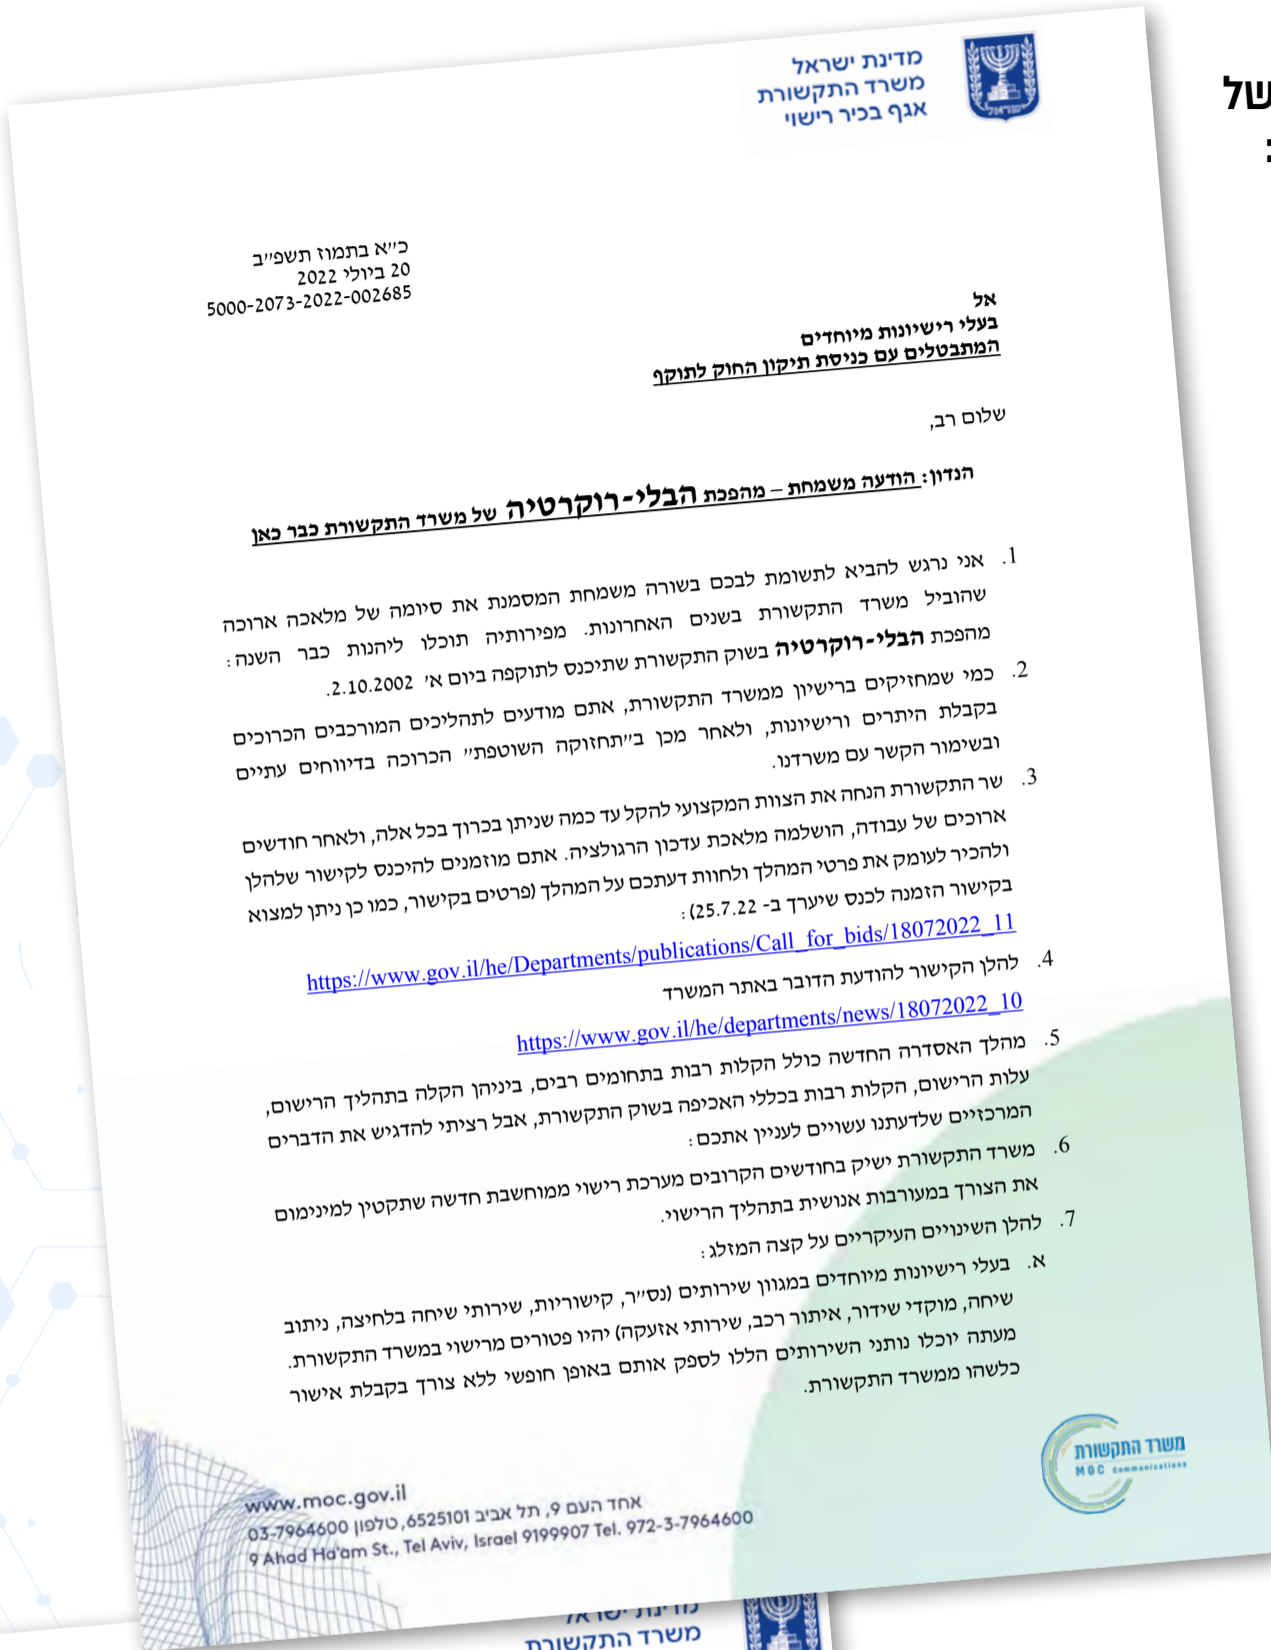 של
:
מדינת ישראל
משרד התקשורת
אגף בכיר רישוי
כ״א בתמוז תשפ״ב
20 ביולי 2022
5000-2073-2022-002685
אל
בעלי רישיונות מיוחדים
המתבטלים עם כניסת תיקון החוק לתוקף
שלום רב,
הנדון: הודעה משמחת – מהפכת הבלי-רוקרטיה של משרד התקשורת כבר כאן
1. אני נרגש להביא לתשומת לבכם בשורה משמחת המסמנת את סיומה של מלאכה ארוכה
שהוביל משרד התקשורת בשנים האחרונות. מפירותיה תוכלו ליהנות כבר השנה:
מהפכת הבלי-רוקרטיה בשוק התקשורת שתיכנס לתוקפה ביום א׳ 2.10.2002.
2. כמי שמחזיקים ברישיון ממשרד התקשורת, אתם מודעים לתהליכים המורכבים הכרוכים
בקבלת היתרים ורישיונות, ולאחר מכן ב״תחזוקה השוטפת״ הכרוכה בדיווחים עתיים
ובשימור הקשר עם משרדנו.
3. שר התקשורת הנחה את הצוות המקצועי להקל עד כמה שניתן בכרוך בכל אלה, ולאחר חודשים
ארוכים של עבודה, הושלמה מלאכת עדכון הרגולציה. אתם מוזמנים להיכנס לקישור שלהלן
ולהכיר לעומק את פרטי המהלך ולחוות דעתכם על המהלך (פרטים בקישור, כמו כן ניתן למצוא
בקישור הזמנה לכנס שיערך ב- 25.7.22):
https://www.gov.il/he/Departments/publications/Call_for_bids/18072022_11
4. להלן הקישור להודעת הדובר באתר המשרד
https://www.gov.il/he/departments/news/18072022_10
5. מהלך האסדרה החדשה כולל הקלות רבות בתחומים רבים, ביניהן הקלה בתהליך הרישום,
עלות הרישום, הקלות רבות בכללי האכיפה בשוק התקשורת, אבל רציתי להדגיש את הדברים
המרכזיים שלדעתנו עשויים לעניין אתכם:
6. משרד התקשורת ישיק בחודשים הקרובים מערכת רישוי ממוחשבת חדשה שתקטין למינימום
את הצורך במעורבות אנושית בתהליך הרישוי.
7. להלן השינויים העיקריים על קצה המזלג:
א. בעלי רישיונות מיוחדים במגוון שירותים (נס״ר, קישוריות, שירותי שיחה בלחיצה, ניתוב
שיחה, מוקדי שידור, איתור רכב, שירותי אזעקה) יהיו פטורים מרישוי במשרד התקשורת.
מעתה יוכלו נותני השירותים הללו לספק אותם באופן חופשי ללא צורך בקבלת אישור
כלשהו ממשרד התקשורת.
משרד התקשורת
MOC Communications
www.moc.gov.il
אחד העם 9, תל אביב 6525101, טלפון 03-7964600
9 Ahad Ha'am St., Tel Aviv, Israel 9199907 Tel. 972-3-7964600
מדינת ישראל
משרד התקשורת